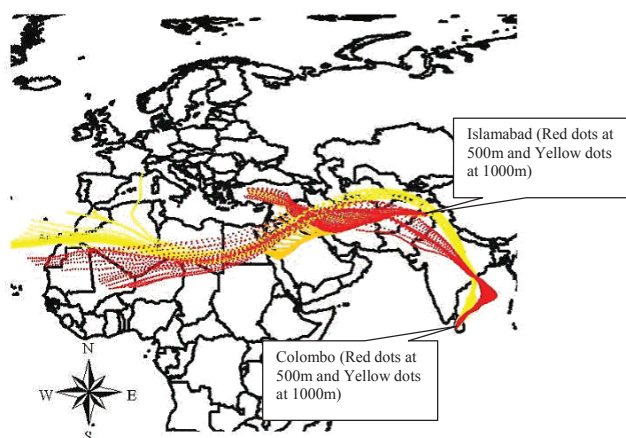 Islamabad (Red dots at
500m and Yellow dots
at 1000m)
Colombo (Red dots at
500m and Yellow dots
at 1000m)
N
W E
S